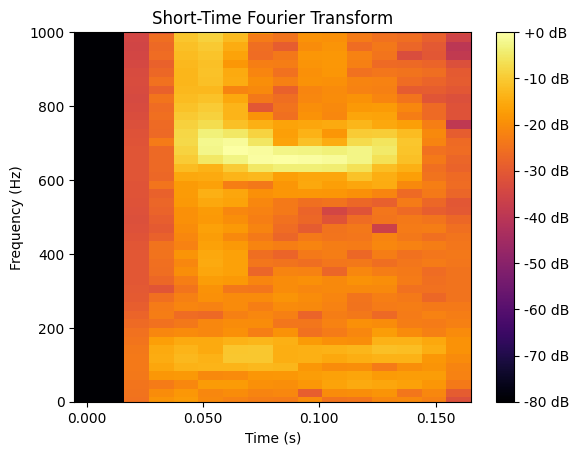 Short-Time Fourier Transform
1000
800
600
400
200
0
Frequency (Hz)
0.000
0.050
0.100
0.150
Time (s)
+0 dB
-10 dB
-20 dB
-30 dB
-40 dB
-50 dB
-60 dB
-70 dB
-80 dB